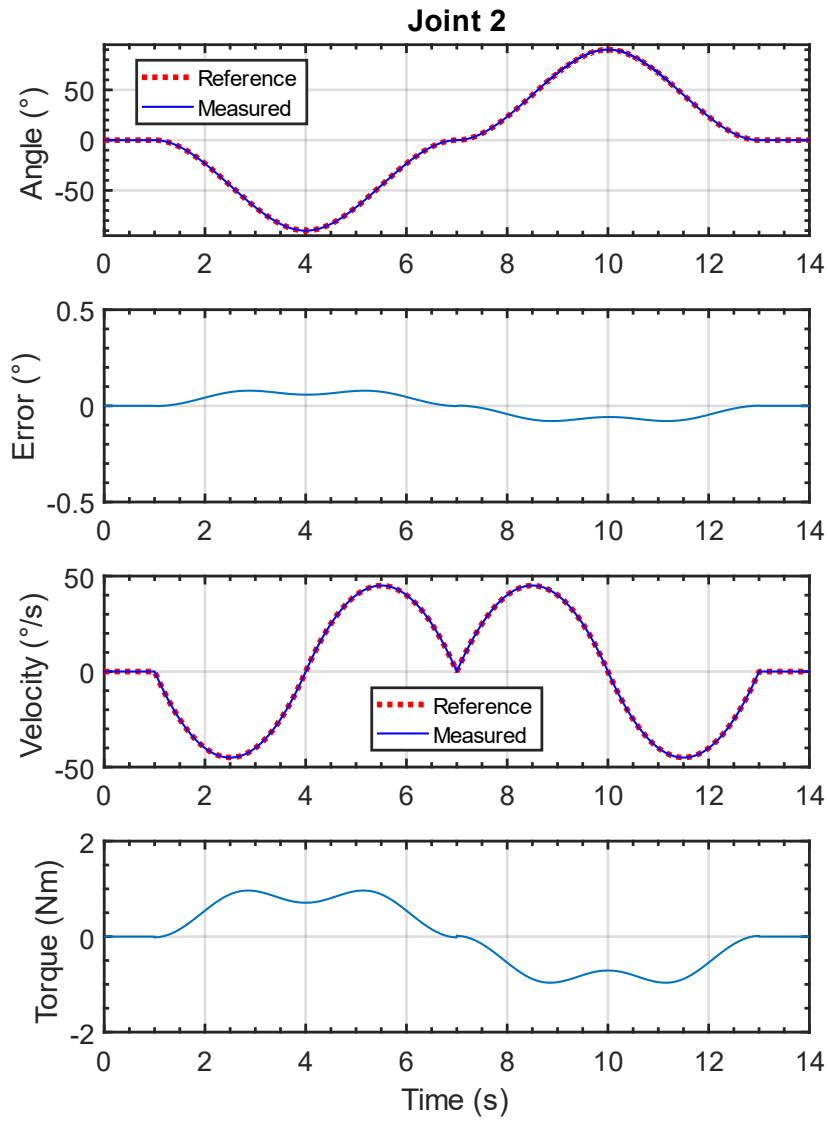 Joint 2
Reference
Measured
Angle (°)
50
0
-50
0 2 4 6 8 10 12 14
Error (°)
0.5
0
-0.5
0 2 4 6 8 10 12 14
Velocity (°/s)
50
0
-50
Reference
Measured
0 2 4 6 8 10 12 14
Torque (Nm)
2
0
-2
0 2 4 6 8 10 12 14
Time (s)